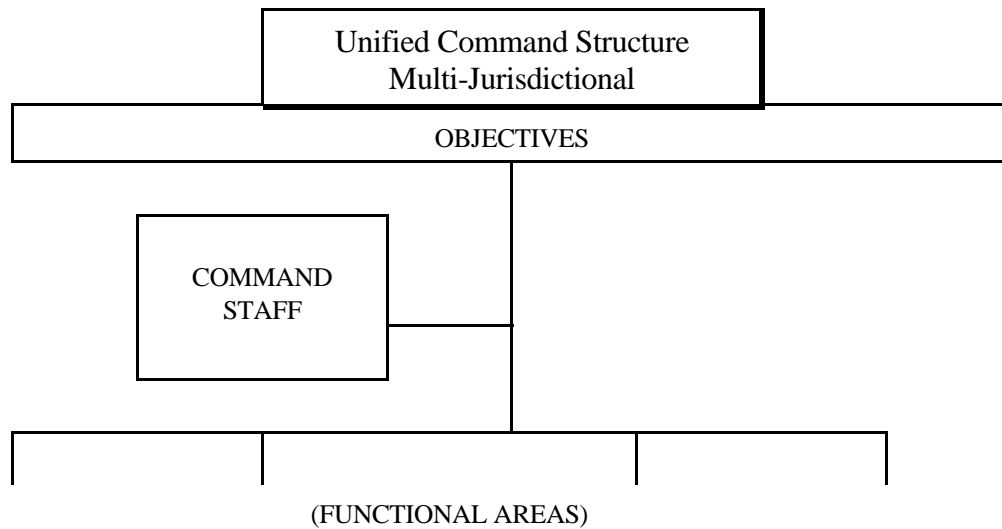 Unified Command Structure
Multi-Jurisdictional
OBJECTIVES
COMMAND
STAFF
(FUNCTIONAL AREAS)